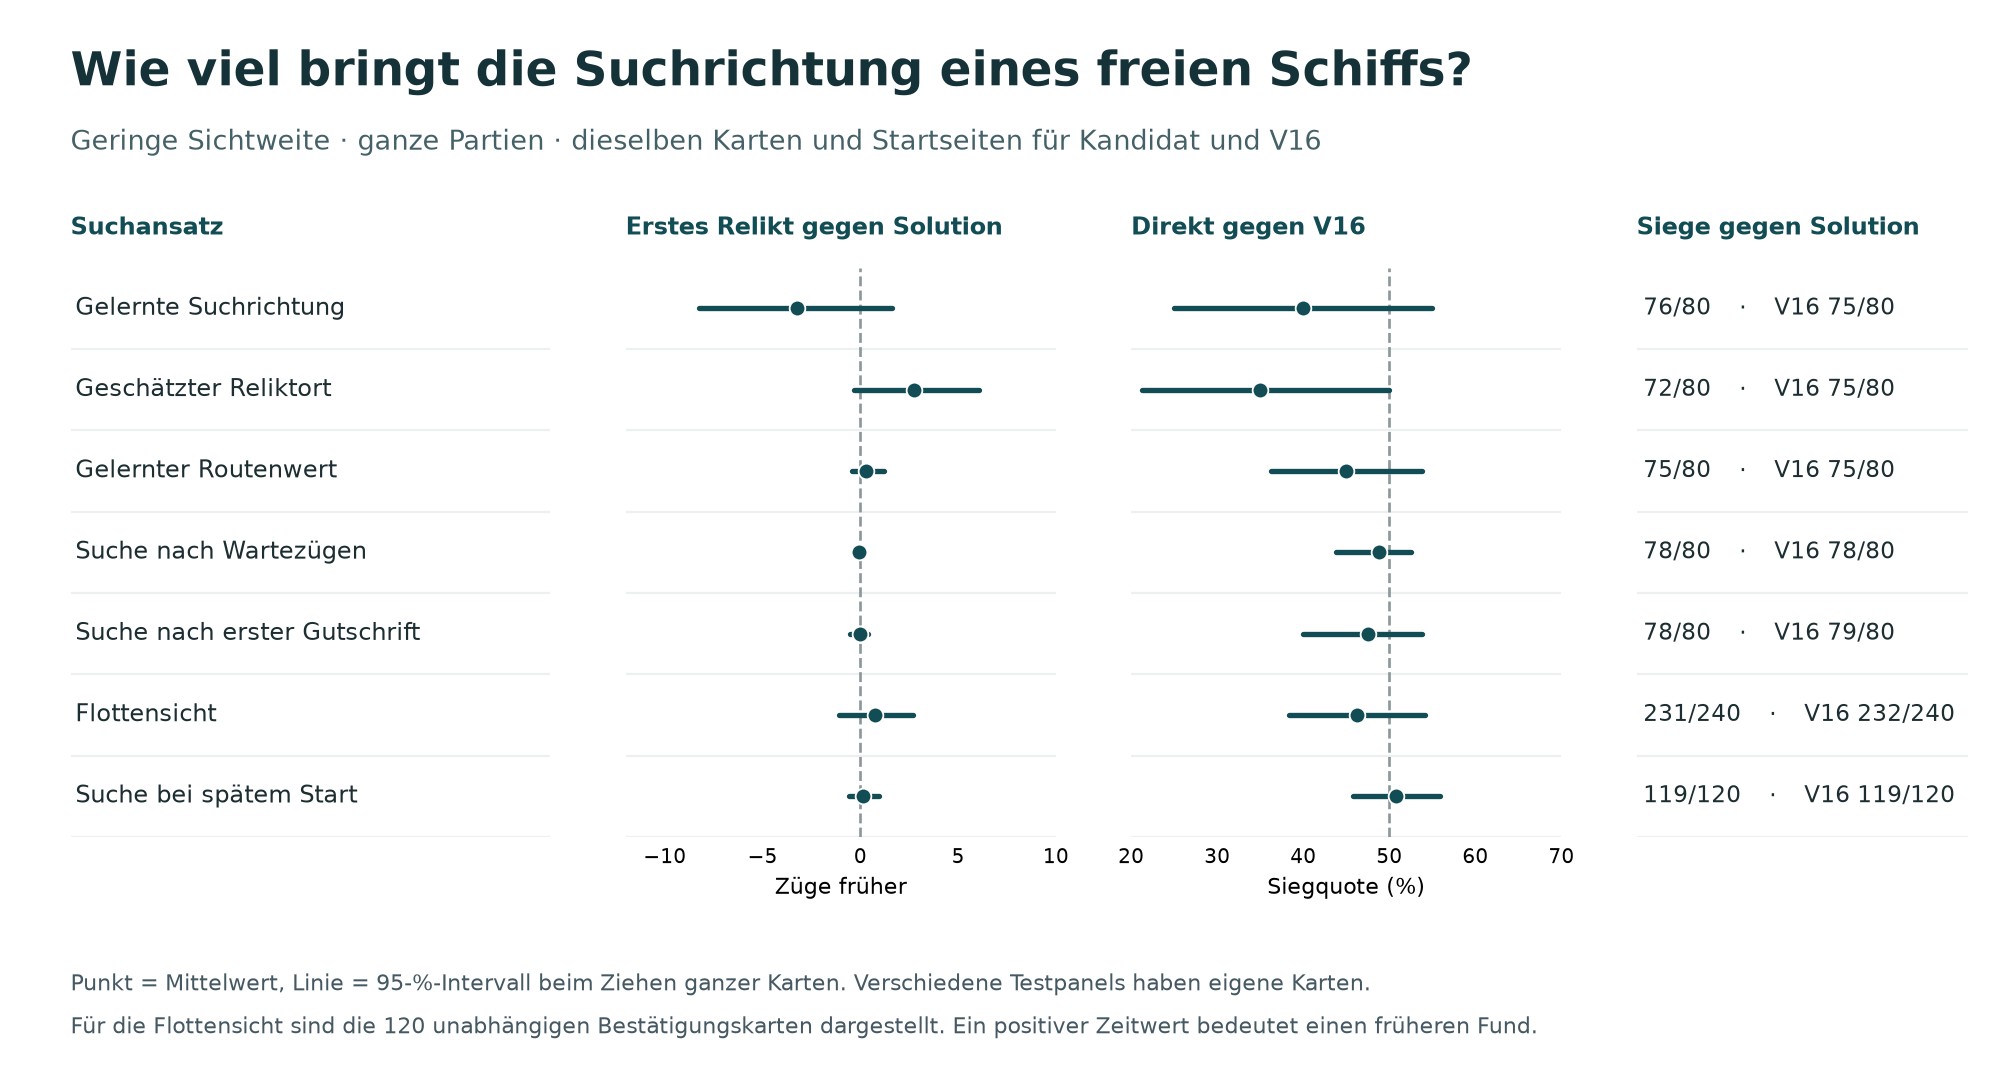 Wie viel bringt die Suchrichtung eines freien Schiffs?
Geringe Sichtweite · ganze Partien · dieselben Karten und Startseiten für Kandidat und V16
Suchansatz Erstes Relikt gegen Solution Direkt gegen V16 Siege gegen Solution
Gelernte Suchrichtung 76/80 · V16 75/80
Geschätzter Reliktort 72/80 · V16 75/80
Gelernter Routenwert 75/80 · V16 75/80
Suche nach Wartezügen 78/80 · V16 78/80
Suche nach erster Gutschrift 78/80 · V16 79/80
Flottensicht 231/240 · V16 232/240
Suche bei spätem Start 119/120 · V16 119/120
−10 −5 0 5 10 20 30 40 50 60 70
Züge früher Siegquote (%)
Punkt = Mittelwert, Linie = 95-%-Intervall beim Ziehen ganzer Karten. Verschiedene Testpanels haben eigene Karten.
Für die Flottensicht sind die 120 unabhängigen Bestätigungskarten dargestellt. Ein positiver Zeitwert bedeutet einen früheren Fund.